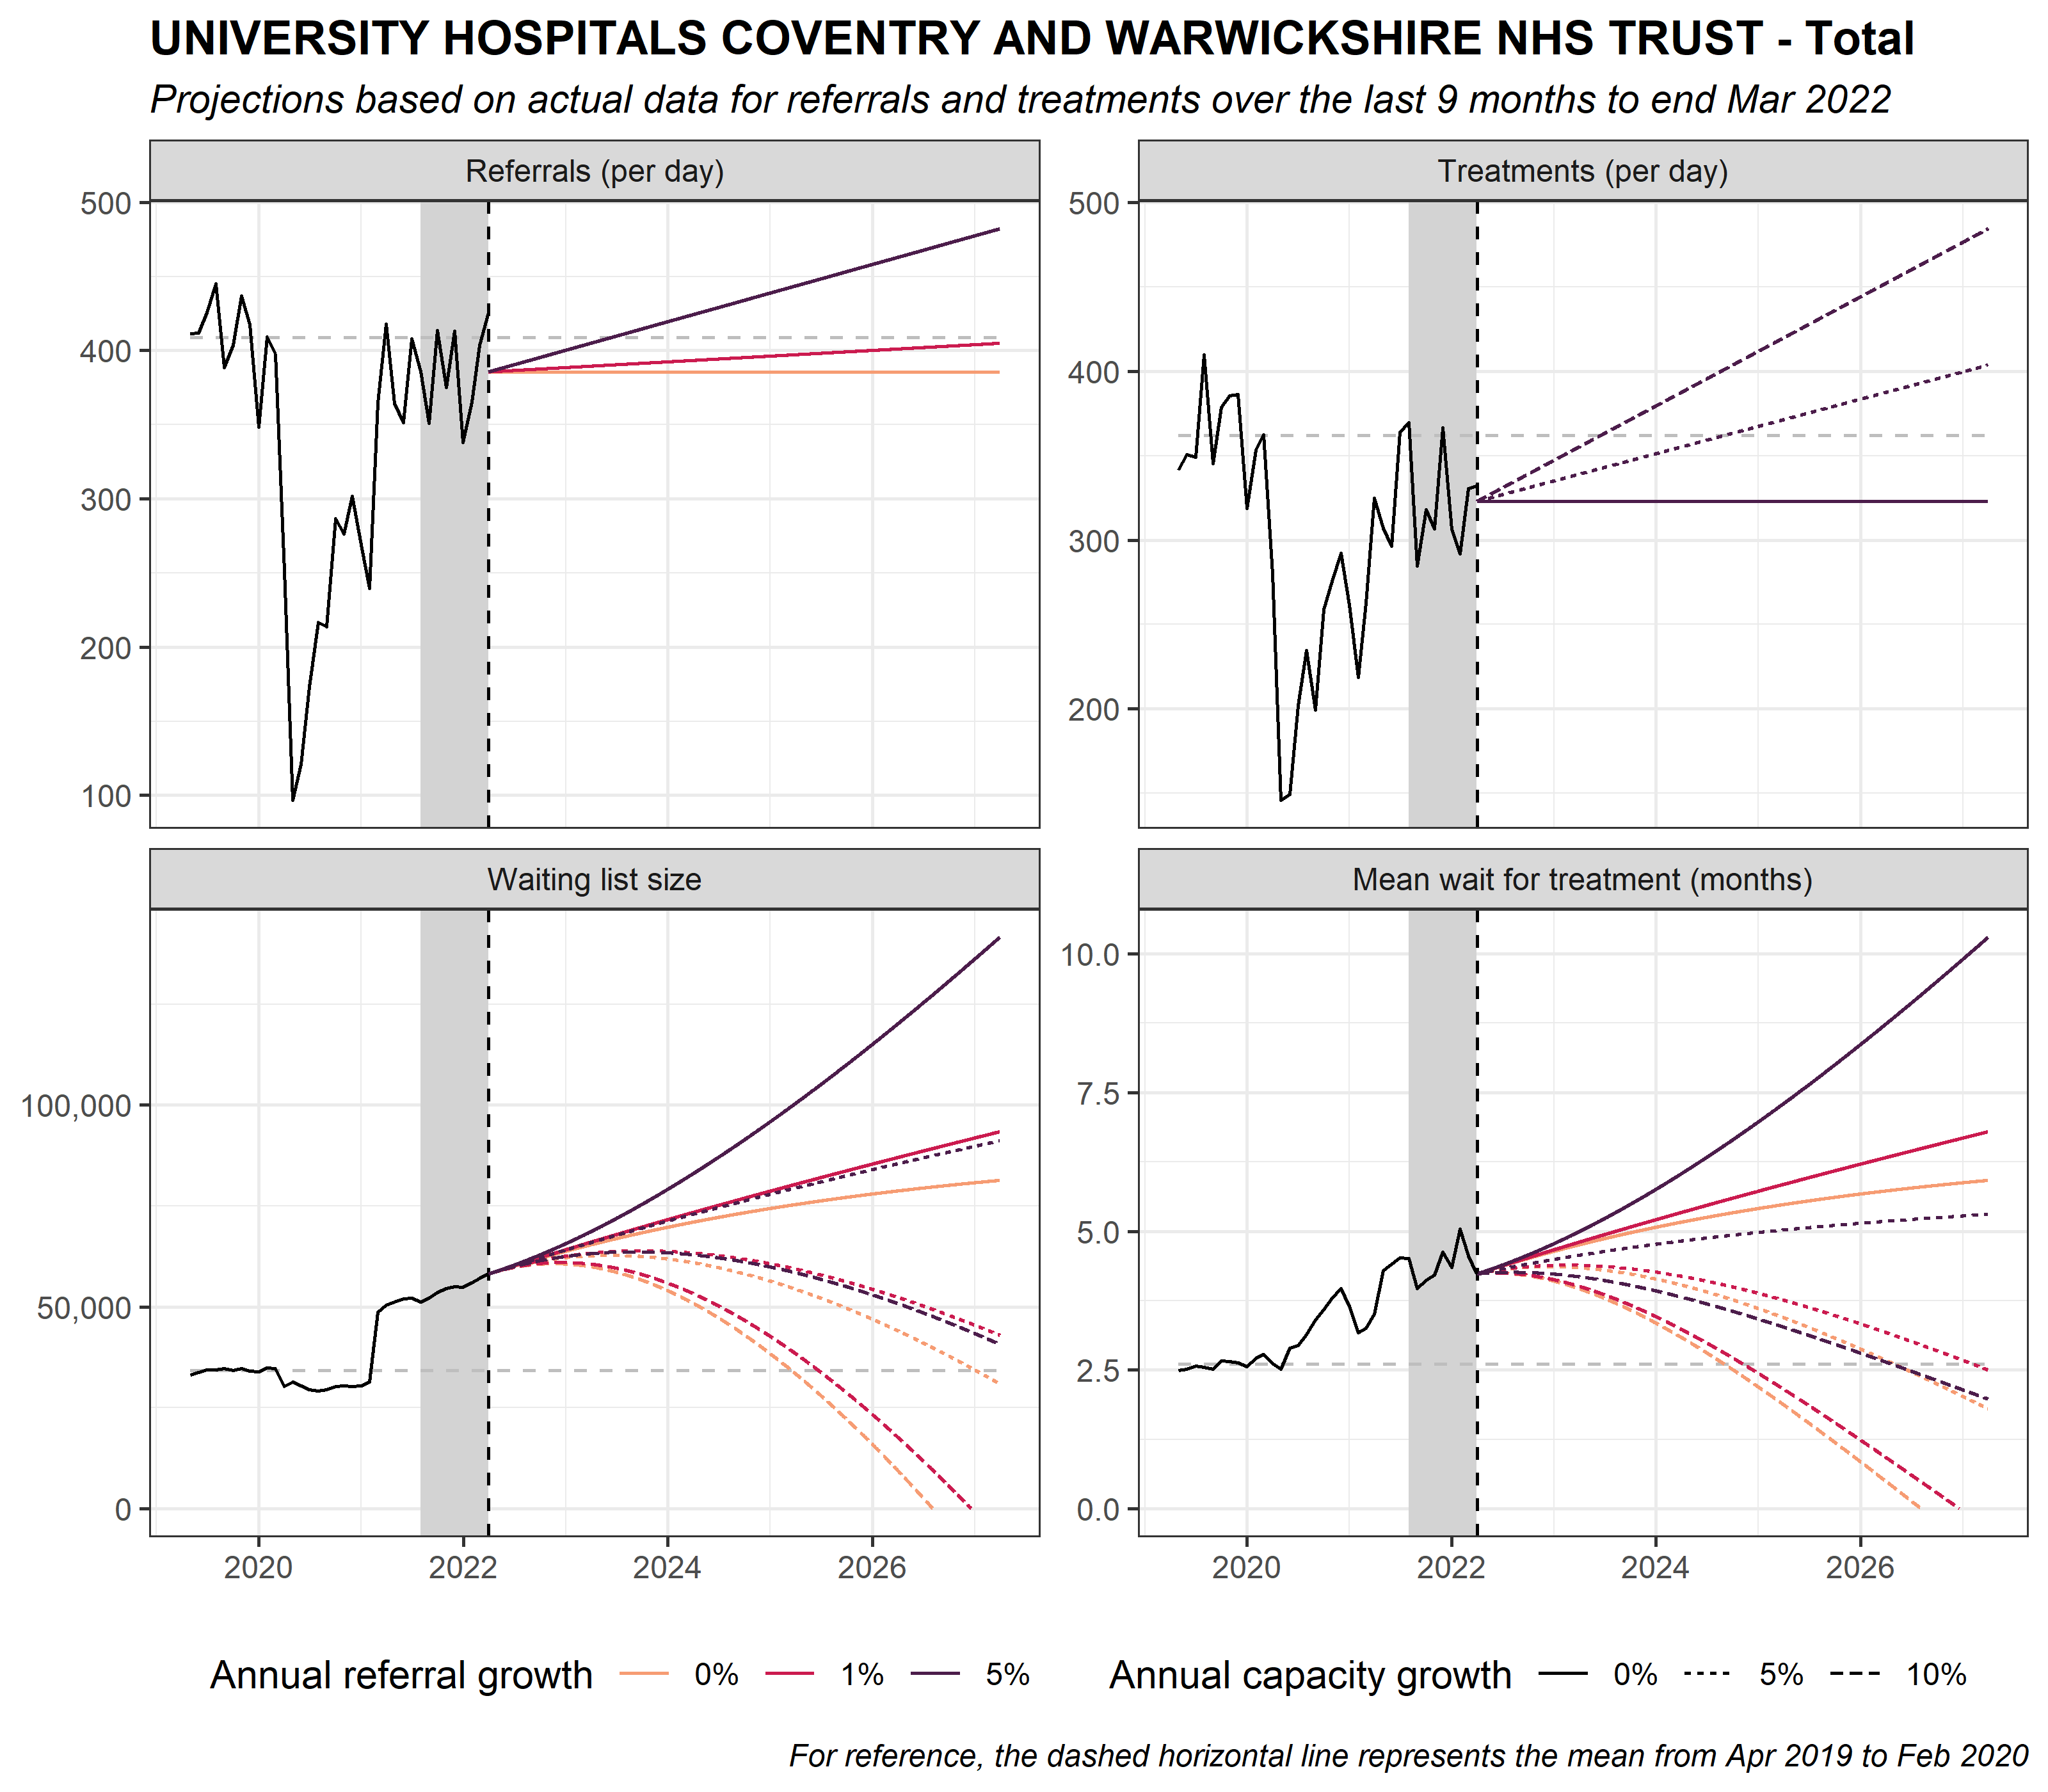 UNIVERSITY HOSPITALS COVENTRY AND WARWICKSHIRE NHS TRUST - Total
Projections based on actual data for referrals and treatments over the last 9 months to end Mar 2022
Referrals (per day)
500
400
300
200
100
Treatments (per day)
500
400
300
200
Waiting list size
100,000
50,000
0
2020 2022 2024 2026
Mean wait for treatment (months)
10.0
7.5
5.0
2.5
0.0
2020 2022 2024 2026
Annual referral growth 0% 1% 5%
Annual capacity growth 0% 5% 10%
For reference, the dashed horizontal line represents the mean from Apr 2019 to Feb 2020